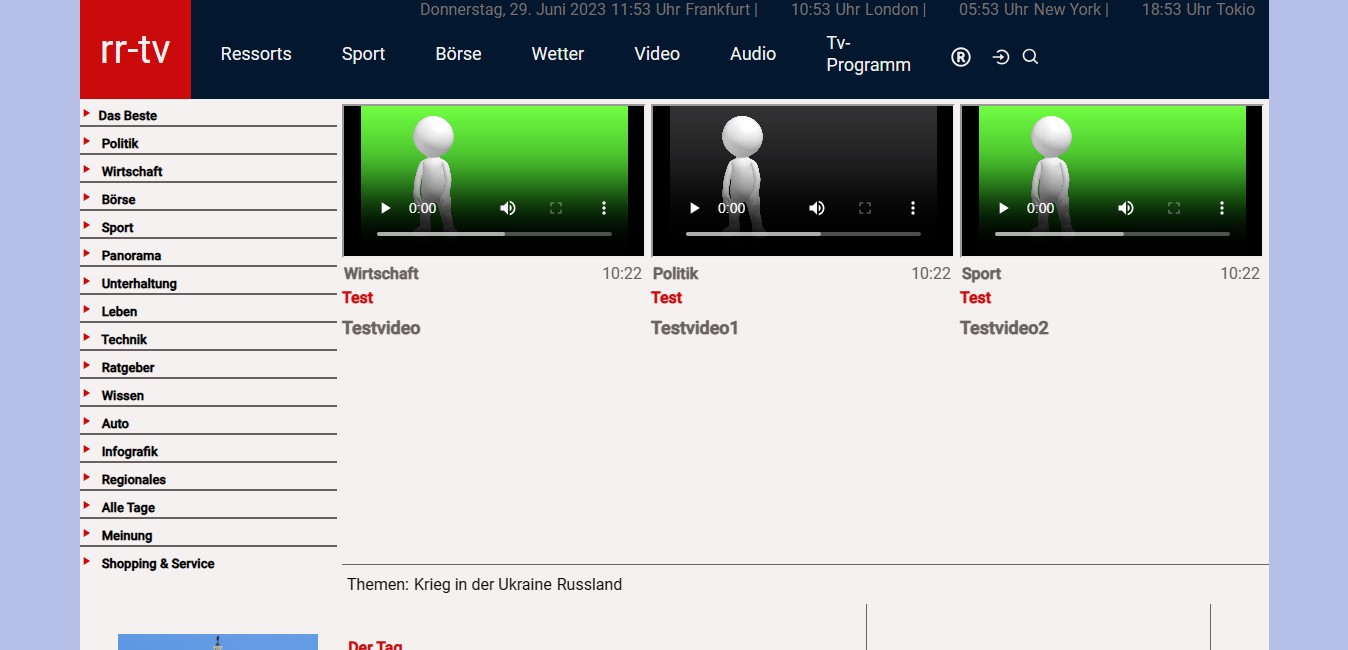 Donnerstag, 29. Juni 2023 11:53 Uhr Frankfurt | 10:53 Uhr London | 05:53 Uhr New York | 18:53 Uhr Tokio
rr-tv
Ressorts Sport Börse Wetter Video Audio Tv-
Programm ®
Das Beste
Politik
Wirtschaft
Börse
Sport
Panorama
Unterhaltung
Leben
Technik
Ratgeber
Wissen
Auto
Infografik
Regionales
Alle Tage
Meinung
Shopping & Service
0:00
Wirtschaft 10:22
Test
Testvideo
0:00
Politik 10:22
Test
Testvideo1
0:00
Sport 10:22
Test
Testvideo2
Themen: Krieg in der Ukraine Russland
Der Tag